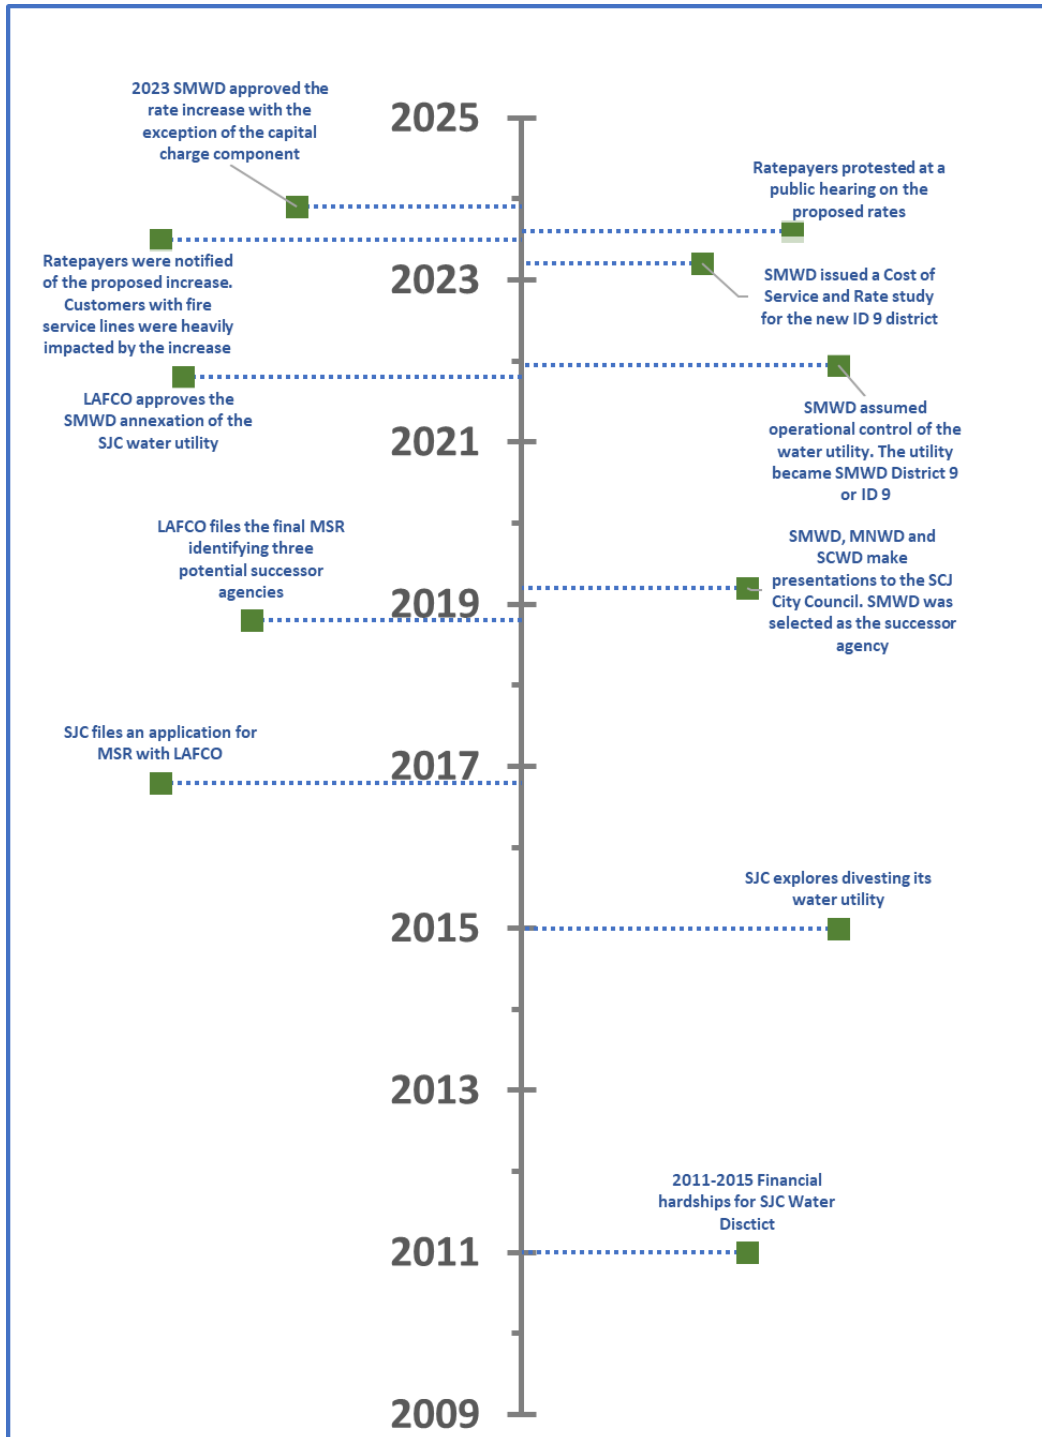 2023 SMWD approved the
rate increase with the
exception of the capital
charge component
2025
Ratepayers protested at a
public hearing on the
proposed rates
Ratepayers were notified
of the proposed increase.
Customers with fire
service lines were heavily
impacted by the increase
2023
SMWD issued a Cost of
Service and Rate study
for the new ID 9 district
LAFCO approves the
SMWD annexation of the
SJC water utility
2021
SMWD assumed
operational control of the
water utility. The utility
became SMWD District 9
or ID 9
LAFCO files the final MSR
identifying three
potential successor
agencies
2019
SMWD, MNWD and
SCWD make
presentations to the SCJ
City Council. SMWD was
selected as the successor
agency
SJC files an application for
MSR with LAFCO
2017
SJC explores divesting its
water utility
2015
2013
2011-2015 Financial
hardships for SJC Water
Disctict
2011
2009